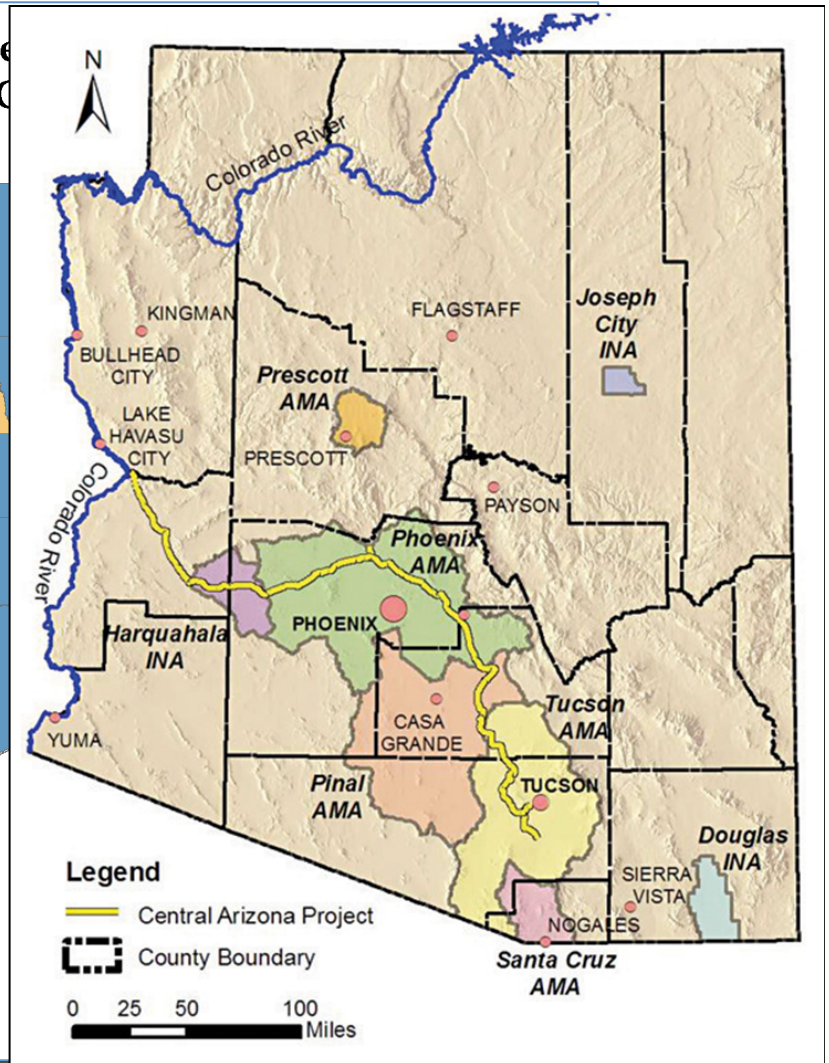 N
Colorado River
KINGMAN
FLAGSTAFF
Joseph
City
INA
BULLHEAD
CITY
Prescott
AMA
LAKE
HAVASU
CITY
PRESCOTT
Colorado River
PAYSON
Phoenix
AMA
PHOENIX
Harquahala
INA
Tucson
AMA
CASA
GRANDE
YUMA
Pinal
AMA
TUCSON
Douglas
INA
SIERRA
VISTA
NOGALES
Santa Cruz
AMA
Legend
Central Arizona Project
County Boundary
0 25 50 100
Miles